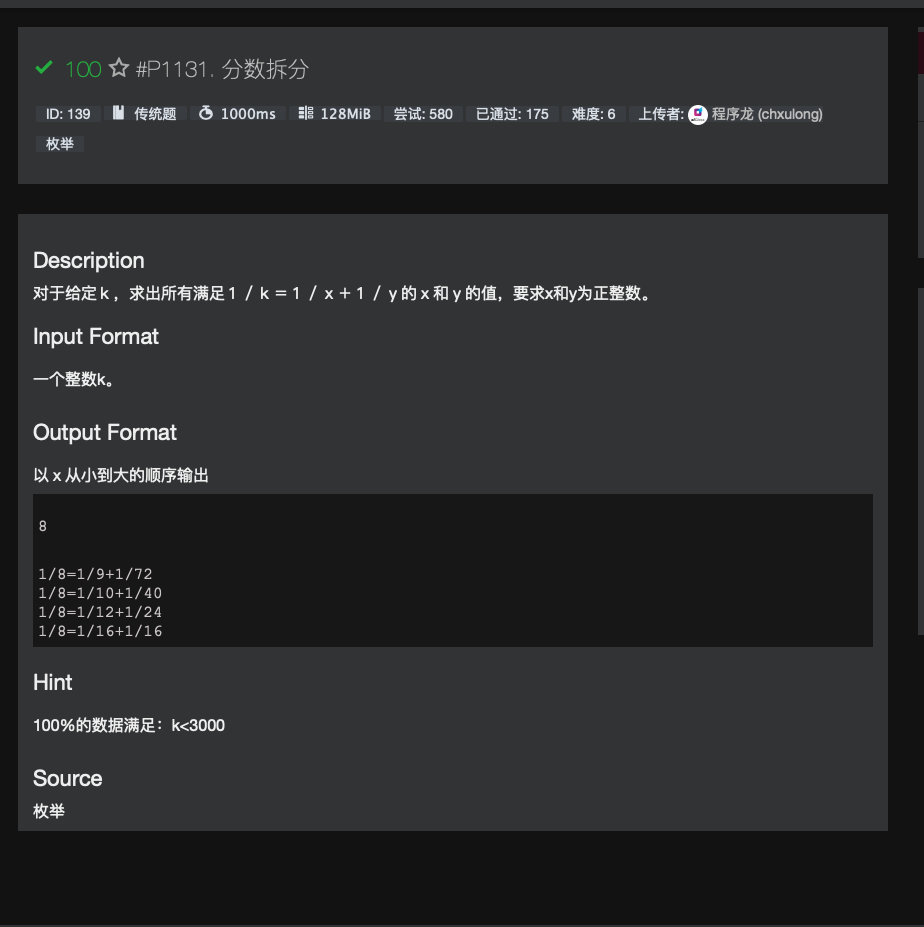 100 #P1131. 分数拆分
ID: 139 传统题 1000ms 128MiB 尝试: 580 已通过: 175 难度: 6 上传者: 程序龙 (chxulong)
枚举
Description
对于给定k，求出所有满足1 / k = 1 / x + 1 / y 的 x 和 y 的值，要求x和y为正整数。
Input Format
一个整数k。
Output Format
以 x 从小到大的顺序输出
8
1/8=1/9+1/72
1/8=1/10+1/40
1/8=1/12+1/24
1/8=1/16+1/16
Hint
100%的数据满足：k<3000
Source
枚举